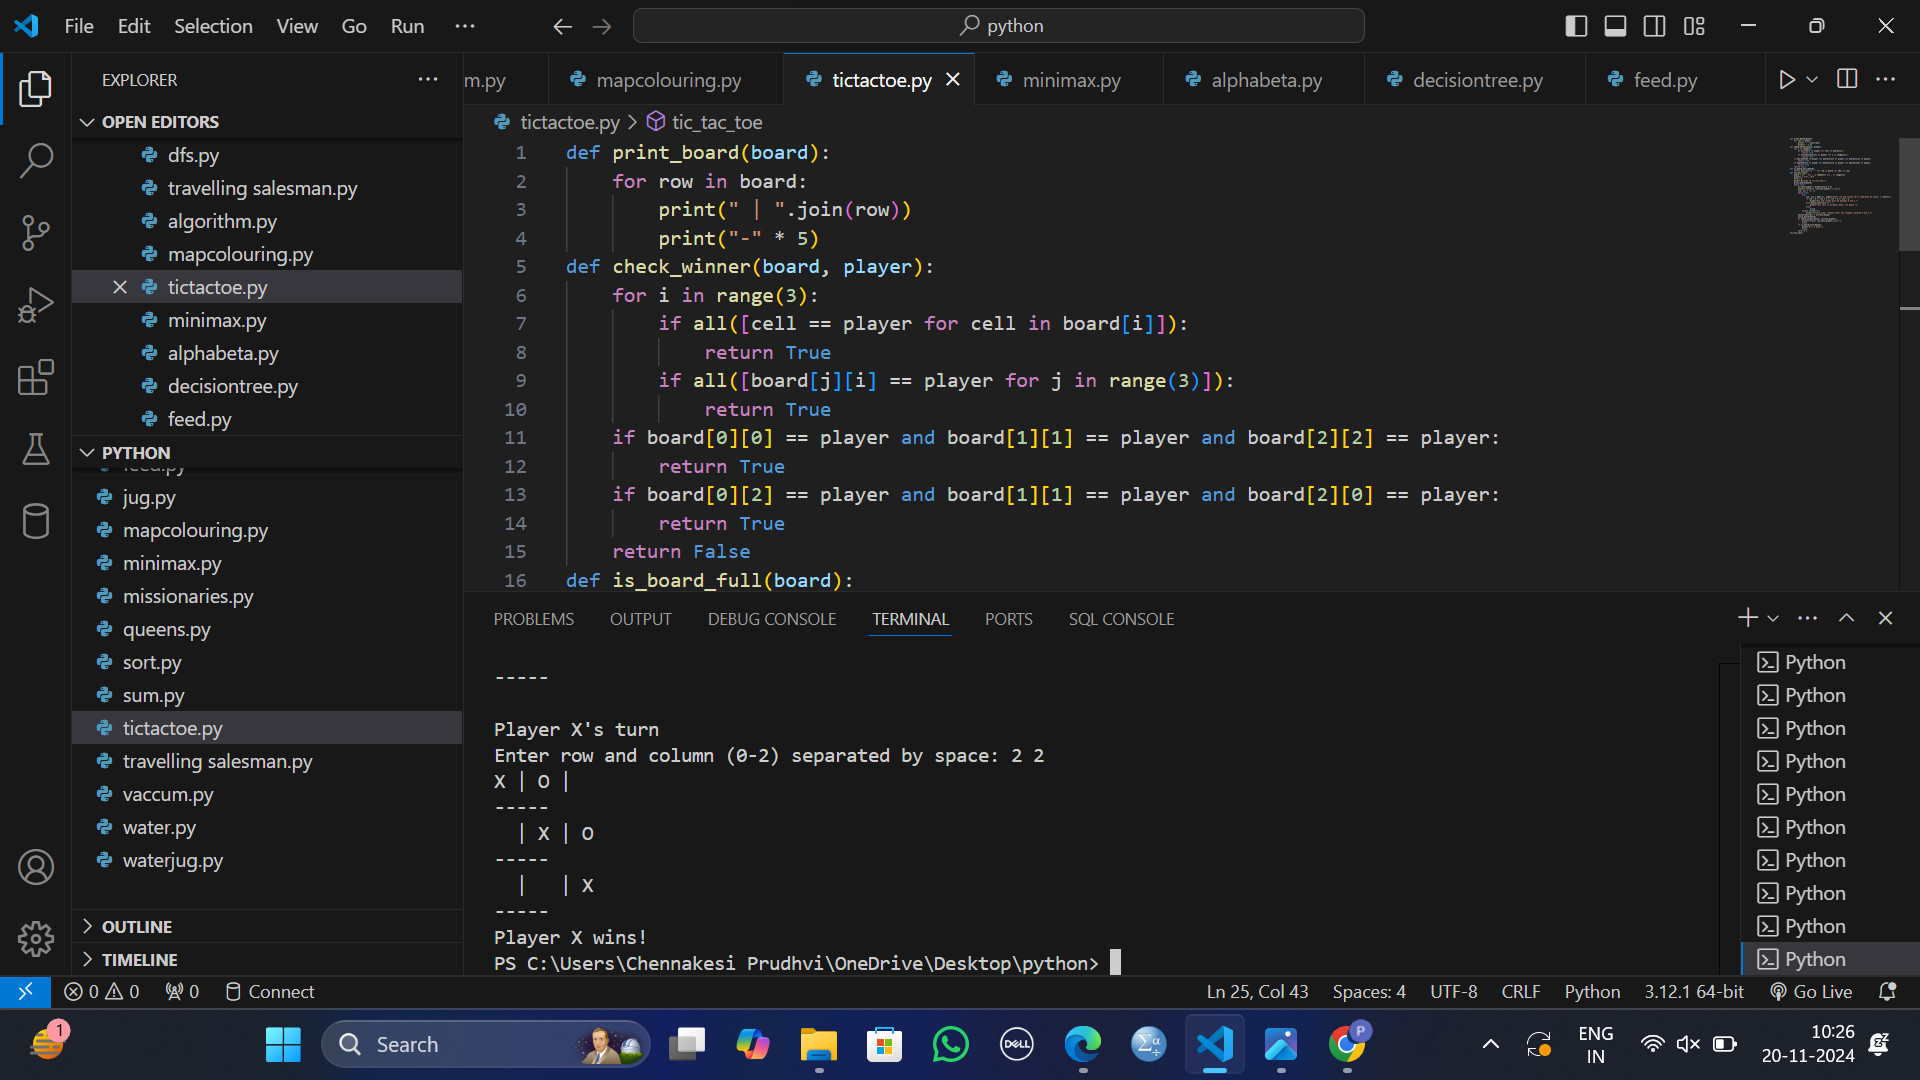 File Edit Selection View Go Run ...
python
EXPLORER
OPEN EDITORS
dfs.py
travelling salesman.py
algorithm.py
mapcolouring.py
tictactoe.py
minimax.py
alphabeta.py
decisiontree.py
feed.py
PYTHON
feed.py
jug.py
mapcolouring.py
minimax.py
missionaries.py
queens.py
sort.py
sum.py
tictactoe.py
travelling salesman.py
vaccum.py
water.py
waterjug.py
OUTLINE
TIMELINE
m.py mapcolouring.py tictactoe.py minimax.py alphabeta.py decisiontree.py feed.py
tictactoe.py > tic_tac_toe
1 def print_board(board):
2 for row in board:
3 print(" | ".join(row))
4 print("-" * 5)
5 def check_winner(board, player):
6 for i in range(3):
7 if all([cell == player for cell in board[i]]):
8 return True
9 if all([board[j][i] == player for j in range(3)]):
10 return True
11 if board[0][0] == player and board[1][1] == player and board[2][2] == player:
12 return True
13 if board[0][2] == player and board[1][1] == player and board[2][0] == player:
14 return True
15 return False
16 def is_board_full(board):
PROBLEMS OUTPUT DEBUG CONSOLE TERMINAL PORTS SQL CONSOLE
-----
Player X's turn
Enter row and column (0-2) separated by space: 2 2
X | O |
-----
| X | O
-----
| | X
-----
Player X wins!
PS C:\Users\Chennakesi Prudhvi\OneDrive\Desktop\python>
Python
Python
Python
Python
Python
Python
Python
Python
Python
Python
0 0 0 Connect
Ln 25, Col 43 Spaces: 4 UTF-8 CRLF Python 3.12.1 64-bit Go Live
1
Search
DELL
P
ENG
IN
10:26
20-11-2024